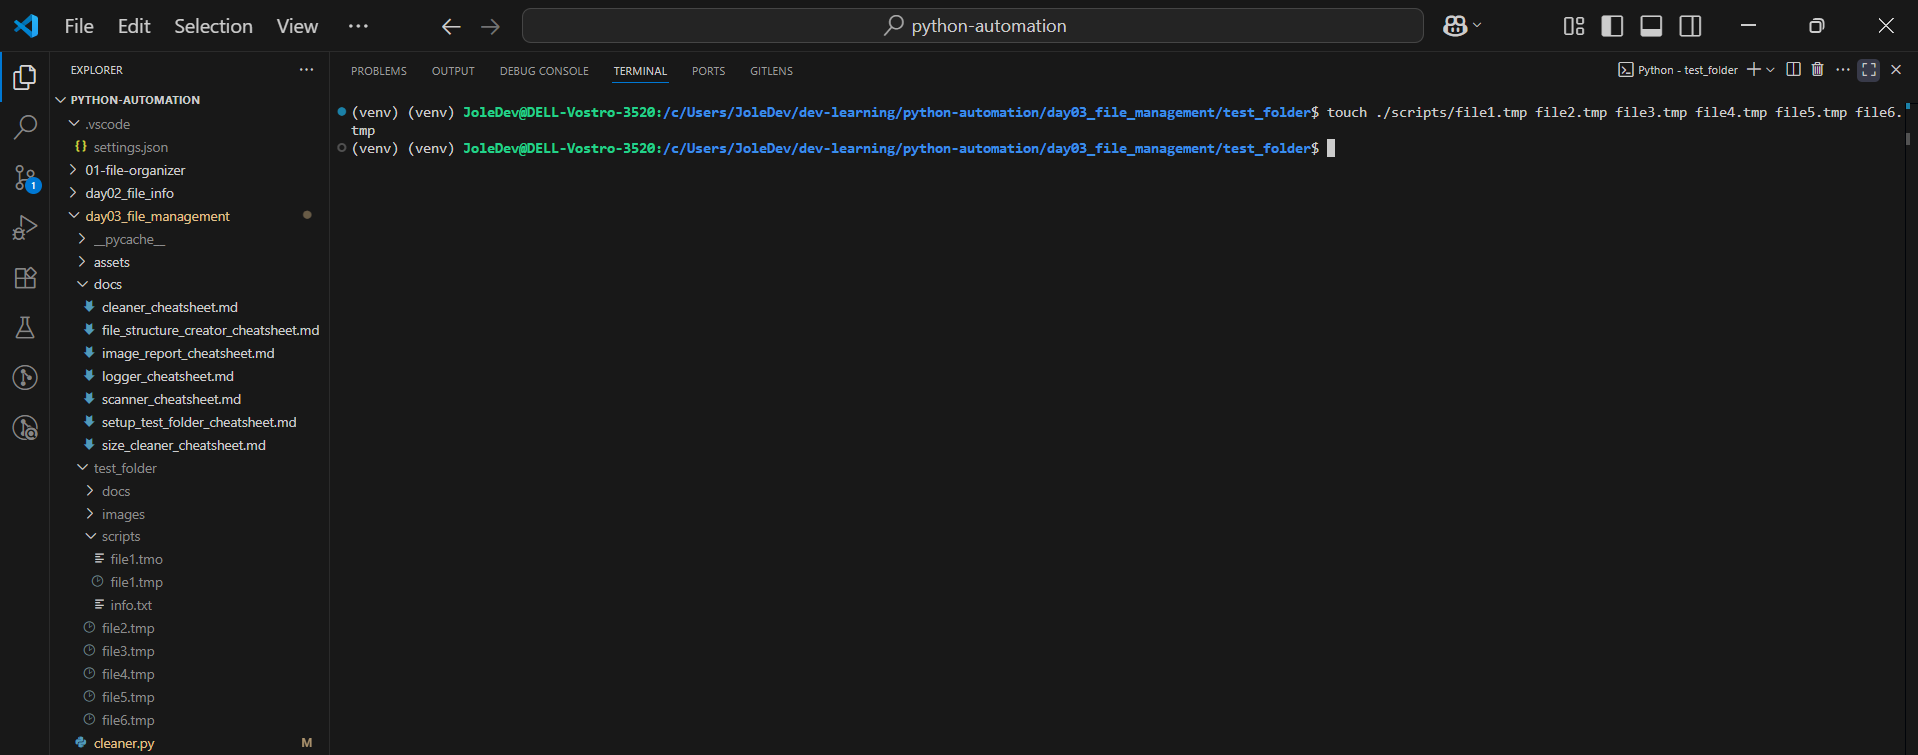 File Edit Selection View ···
python-automation
EXPLORER ···
PYTHON-AUTOMATION
.vscode
{} settings.json
01-file-organizer
1
day02_file_info
day03_file_management
__pycache__
assets
docs
cleaner_cheatsheet.md
file_structure_creator_cheatsheet.md
image_report_cheatsheet.md
logger_cheatsheet.md
scanner_cheatsheet.md
setup_test_folder_cheatsheet.md
size_cleaner_cheatsheet.md
test_folder
docs
images
scripts
file1.tmo
file1.tmp
info.txt
file2.tmp
file3.tmp
file4.tmp
file5.tmp
file6.tmp
cleaner.py M
PROBLEMS OUTPUT DEBUG CONSOLE TERMINAL PORTS GITLENS
Python - test_folder
(venv) (venv) JoleDev@DELL-Vostro-3520:/c/Users/JoleDev/dev-learning/python-automation/day03_file_management/test_folder$ touch ./scripts/file1.tmp file2.tmp file3.tmp file4.tmp file5.tmp file6.
tmp
(venv) (venv) JoleDev@DELL-Vostro-3520:/c/Users/JoleDev/dev-learning/python-automation/day03_file_management/test_folder$